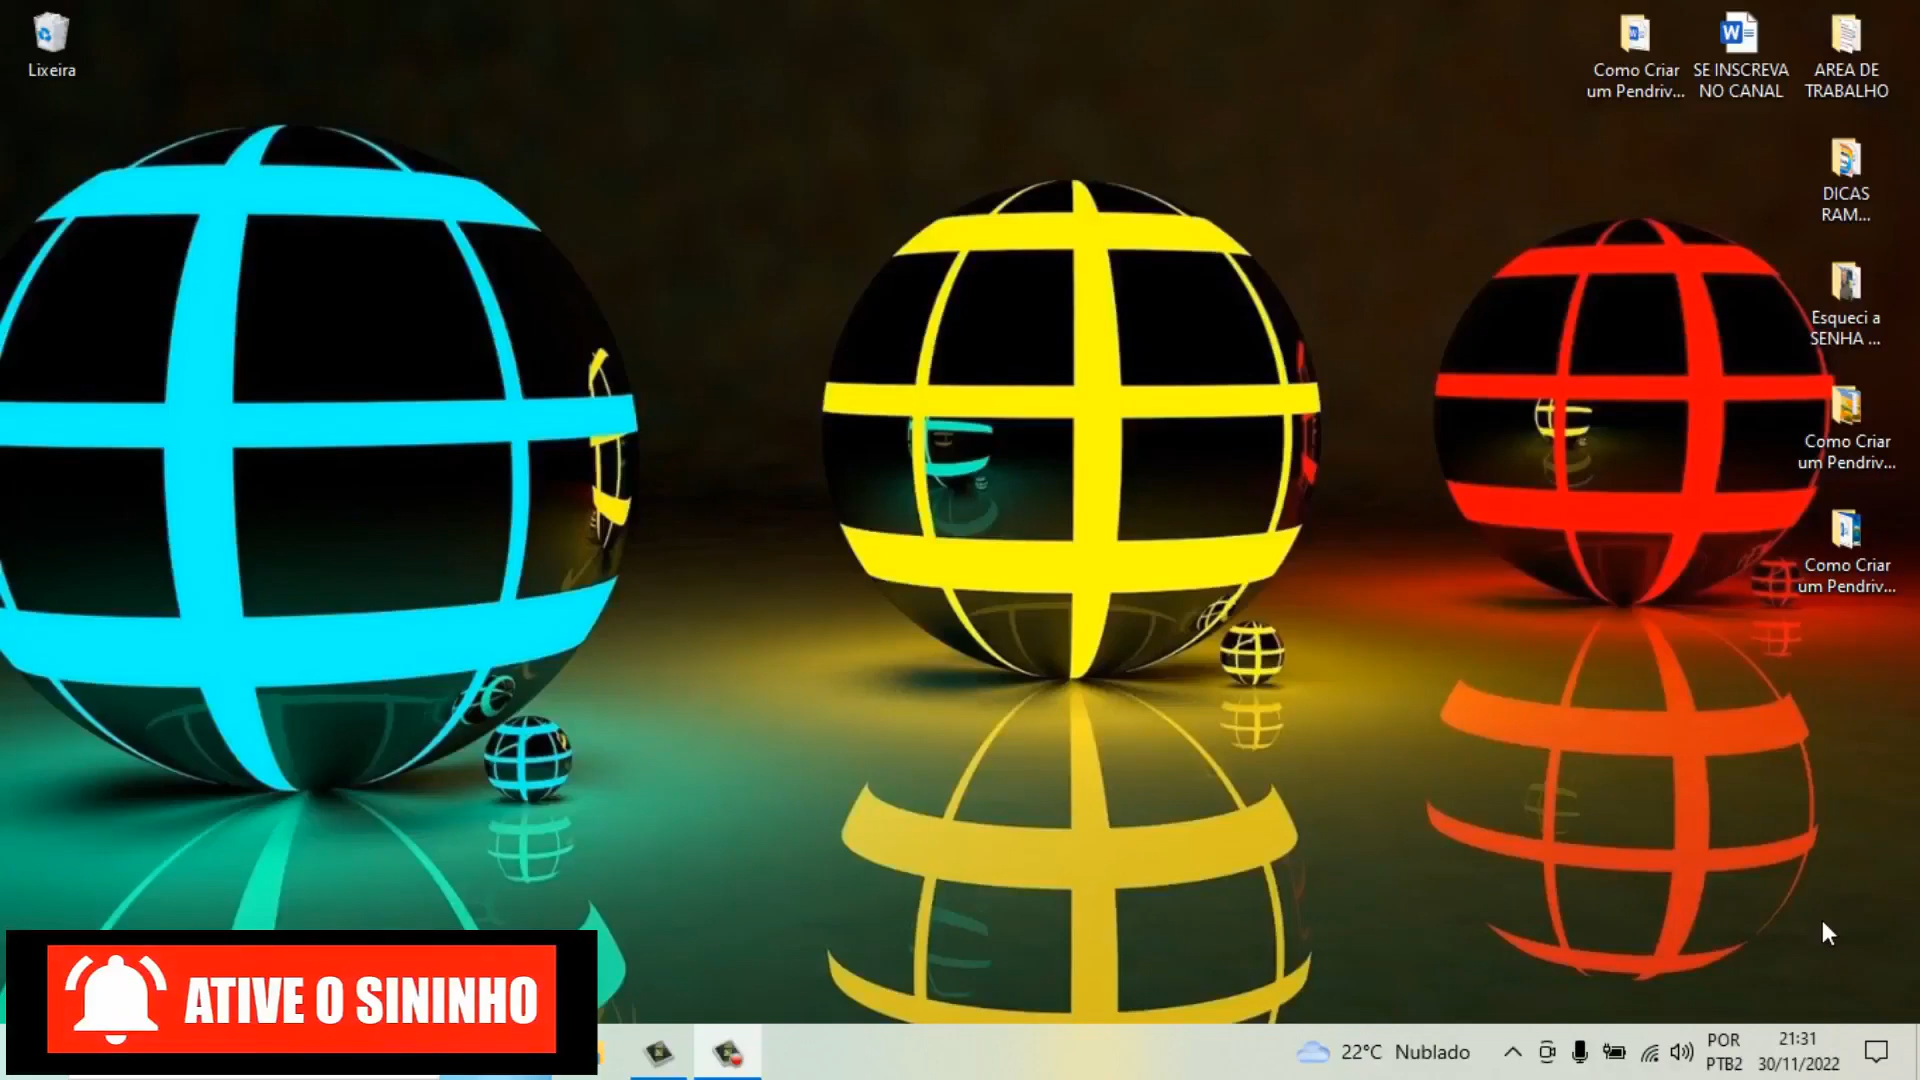 Lixeira
Como Criar
um Pendriv...
SE INSCREVA
NO CANAL
AREA DE
TRABALHO
DICAS
RAM...
Esqueci a
SENHA ...
Como Criar
um Pendriv...
Como Criar
um Pendriv...
ATIVE O SININHO
22°C Nublado
POR
PTB2
21:31
30/11/2022